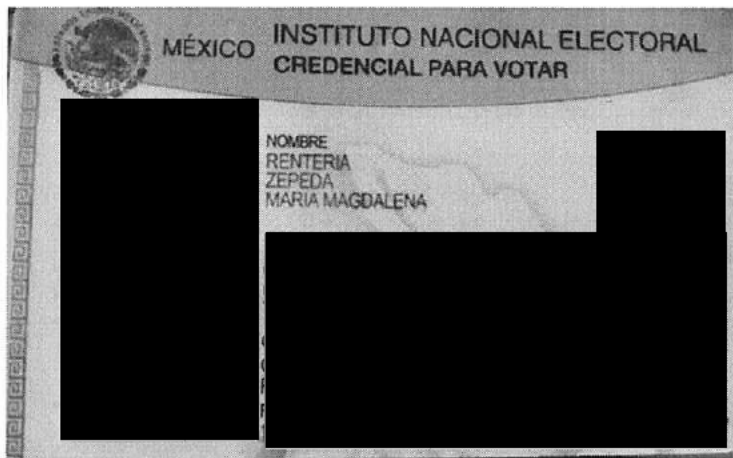 MÉXICO
INSTITUTO NACIONAL ELECTORAL
CREDENCIAL PARA VOTAR
NOMBRE
RENTERIA
ZEPEDA
MARIA MAGDALENA